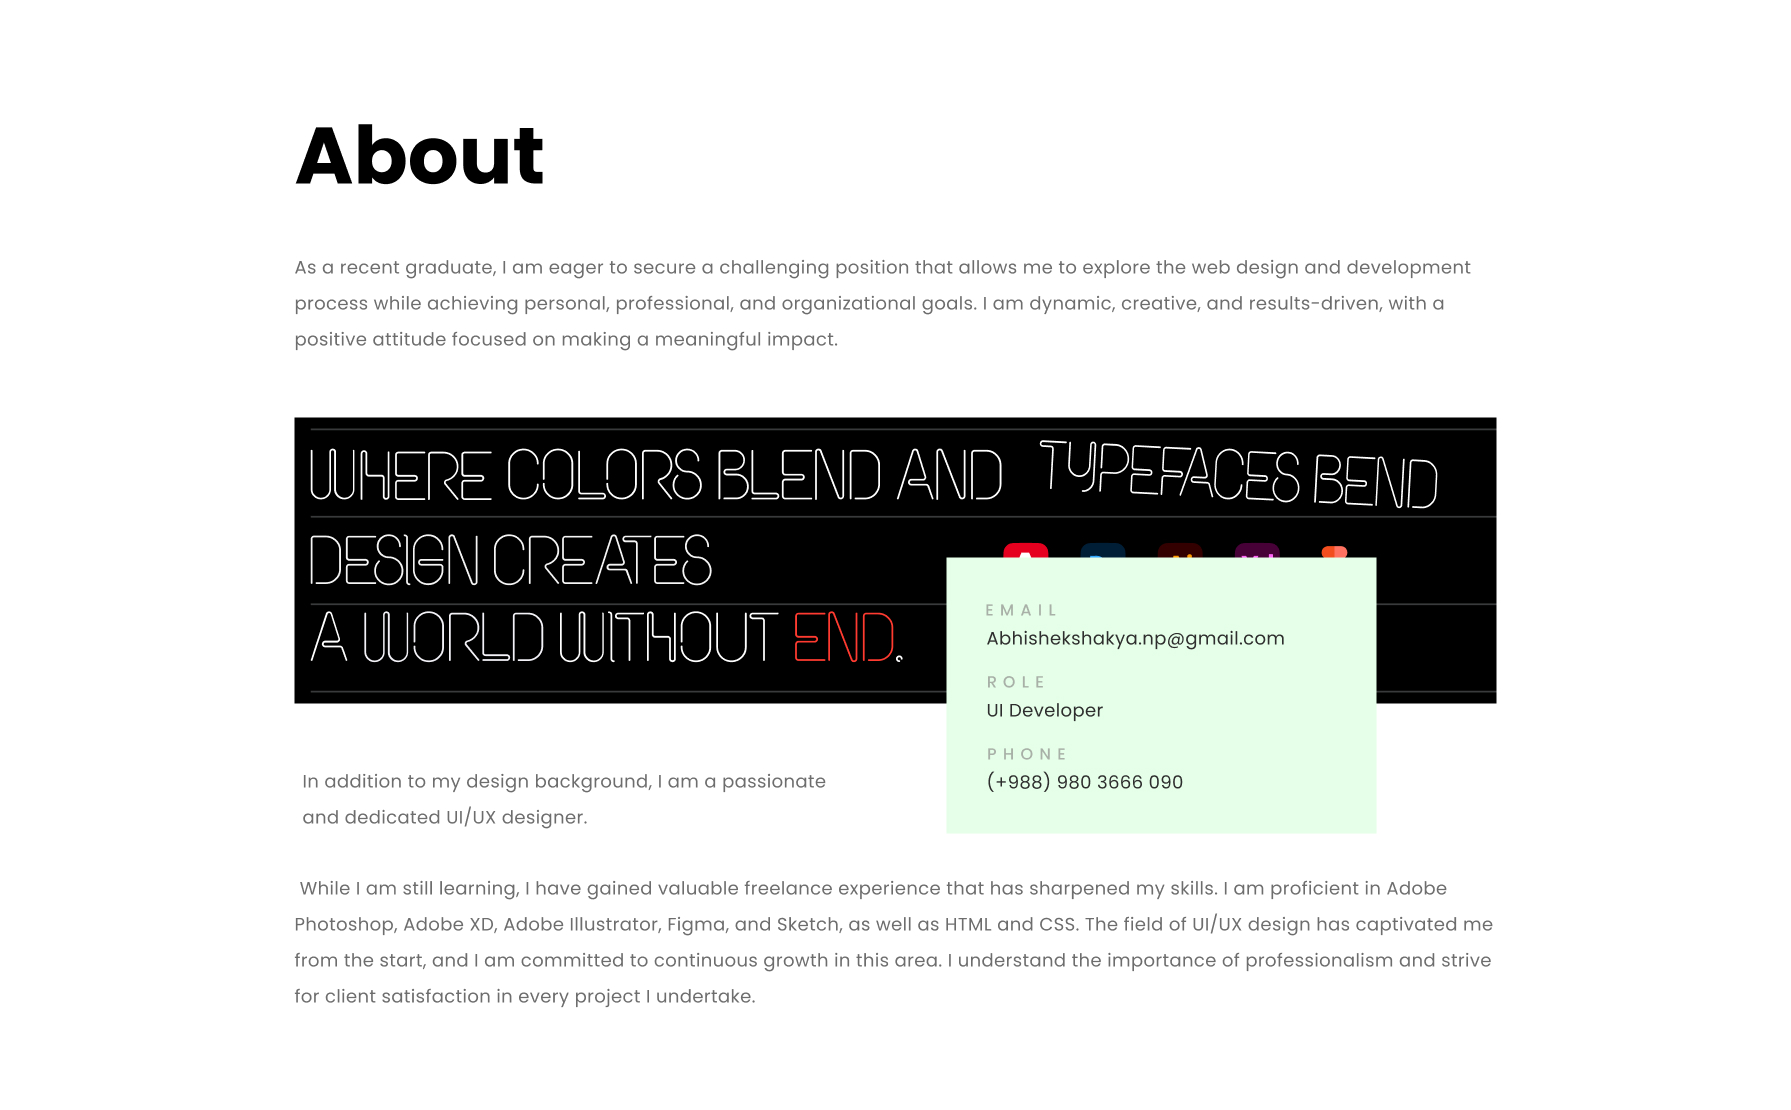 About
As a recent graduate, I am eager to secure a challenging position that allows me to explore the web design and development
process while achieving personal, professional, and organizational goals. I am dynamic, creative, and results-driven, with a
positive attitude focused on making a meaningful impact.
WHERE COLORS BLEND AND TYPEFACES BEND
DESIGN CREATES
A WORLD WITHOUT END.
EMAIL
Abhishekshakya.np@gmail.com
ROLE
UI Developer
PHONE
(+988) 980 3666 090
In addition to my design background, I am a passionate
and dedicated UI/UX designer.
While I am still learning, I have gained valuable freelance experience that has sharpened my skills. I am proficient in Adobe
Photoshop, Adobe XD, Adobe Illustrator, Figma, and Sketch, as well as HTML and CSS. The field of UI/UX design has captivated me
from the start, and I am committed to continuous growth in this area. I understand the importance of professionalism and strive
for client satisfaction in every project I undertake.